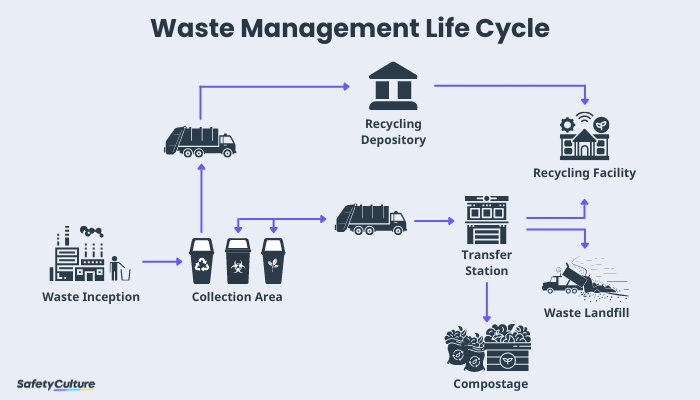 Waste Management Life Cycle
Recycling
Depository
Recycling Facility
Waste Inception
Collection Area
Transfer
Station
Waste Landfill
Compostage
SafetyCulture